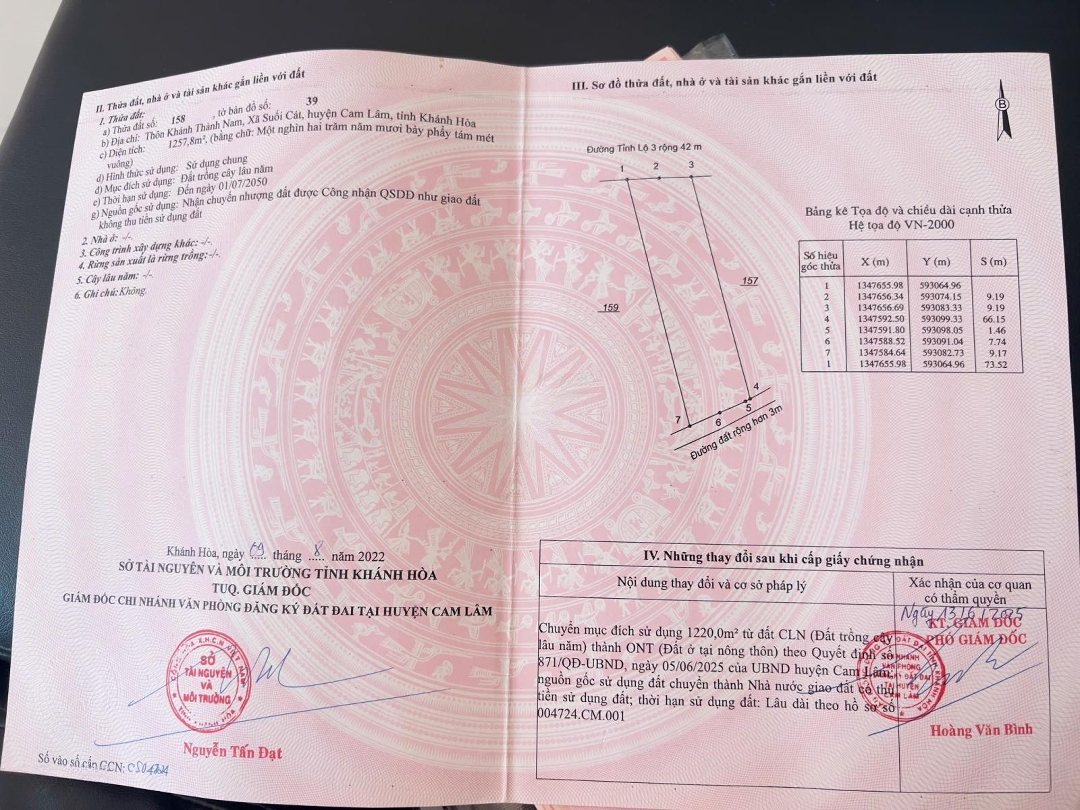 II. Thửa đất, nhà ở và tài sản khác gắn liền với đất
1. Thửa đất:
a) Thửa đất số: 158 , tờ bản đồ số: 39
b) Địa chỉ: Thôn Khánh Thành Nam, Xã Suối Cát, huyện Cam Lâm, tỉnh Khánh Hòa
c) Diện tích: 1257,8m², (bằng chữ: Một nghìn hai trăm năm mươi bảy phẩy tám mét
vuông)
d) Hình thức sử dụng: Sử dụng chung
đ) Mục đích sử dụng: Đất trồng cây lâu năm
e) Thời hạn sử dụng: Đến ngày 01/07/2050
g) Nguồn gốc sử dụng: Nhận chuyển nhượng đất được Công nhận QSDĐ như giao đất
không thu tiền sử dụng đất
2. Nhà ở: -/-
3. Công trình xây dựng khác: -/-.
4. Rừng sản xuất là rừng trồng: -/-.
5. Cây lâu năm: -/-
6. Ghi chú: Không.
Khánh Hòa, ngày 09 tháng 8 năm 2022
SỞ TÀI NGUYÊN VÀ MÔI TRƯỜNG TỈNH KHÁNH HÒA
TUQ. GIÁM ĐỐC
GIÁM ĐỐC CHI NHÁNH VĂN PHÒNG ĐĂNG KÝ ĐẤT ĐAI TẠI HUYỆN CAM LÂM
SỞ
TÀI NGUYÊN
VÀ
MÔI TRƯỜNG
Nguyễn Tấn Đạt
Số vào sổ cấp GCN:
III. Sơ đồ thửa đất, nhà ở và tài sản khác gắn liền với đất
B
Đường Tỉnh Lộ 3 rộng 42 m
1 2 3
157
159
4
5
6
7
Đường đất rộng hơn 3m
Bảng kê Tọa độ và chiều dài cạnh thửa
Hệ tọa độ VN-2000
Số hiệu góc thửa X (m) Y (m) S (m)
1 1347655.98 593064.96
2 1347656.34 593074.15 9.19
3 1347656.69 593083.33 9.19
4 1347592.50 593099.33 66.15
5 1347591.80 593098.05 1.46
6 1347588.52 593091.04 7.74
7 1347584.64 593082.73 9.17
1 1347655.98 593064.96 73.52
IV. Những thay đổi sau khi cấp giấy chứng nhận
Nội dung thay đổi và cơ sở pháp lý
Xác nhận của cơ quan
có thẩm quyền
Chuyển mục đích sử dụng 1220,0m² từ đất CLN (Đất trồng cây
lâu năm) thành ONT (Đất ở tại nông thôn) theo Quyết định số
871/QĐ-UBND, ngày 05/06/2025 của UBND huyện Cam Lâm;
nguồn gốc sử dụng đất chuyển thành Nhà nước giao đất có thu
tiền sử dụng đất; thời hạn sử dụng đất: Lâu dài theo hồ sơ số
004724.CM.001
Ngày 13/6/2025
KT. GIÁM ĐỐC
PHÓ GIÁM ĐỐC
Hoàng Văn Bình